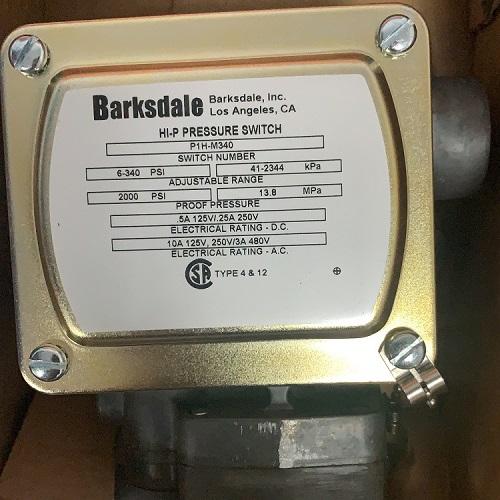 Barksdale Barksdale, Inc.
Los Angeles, CA
HI-P PRESSURE SWITCH
P1H-M340
SWITCH NUMBER
6-340 PSI 41-2344 kPa
ADJUSTABLE RANGE
2000 PSI 13.8 MPa
PROOF PRESSURE
.5A 125V/.25A 250V
ELECTRICAL RATING - D.C.
10A 125V, 250V/3A 480V
ELECTRICAL RATING - A.C.
SA TYPE 4 & 12